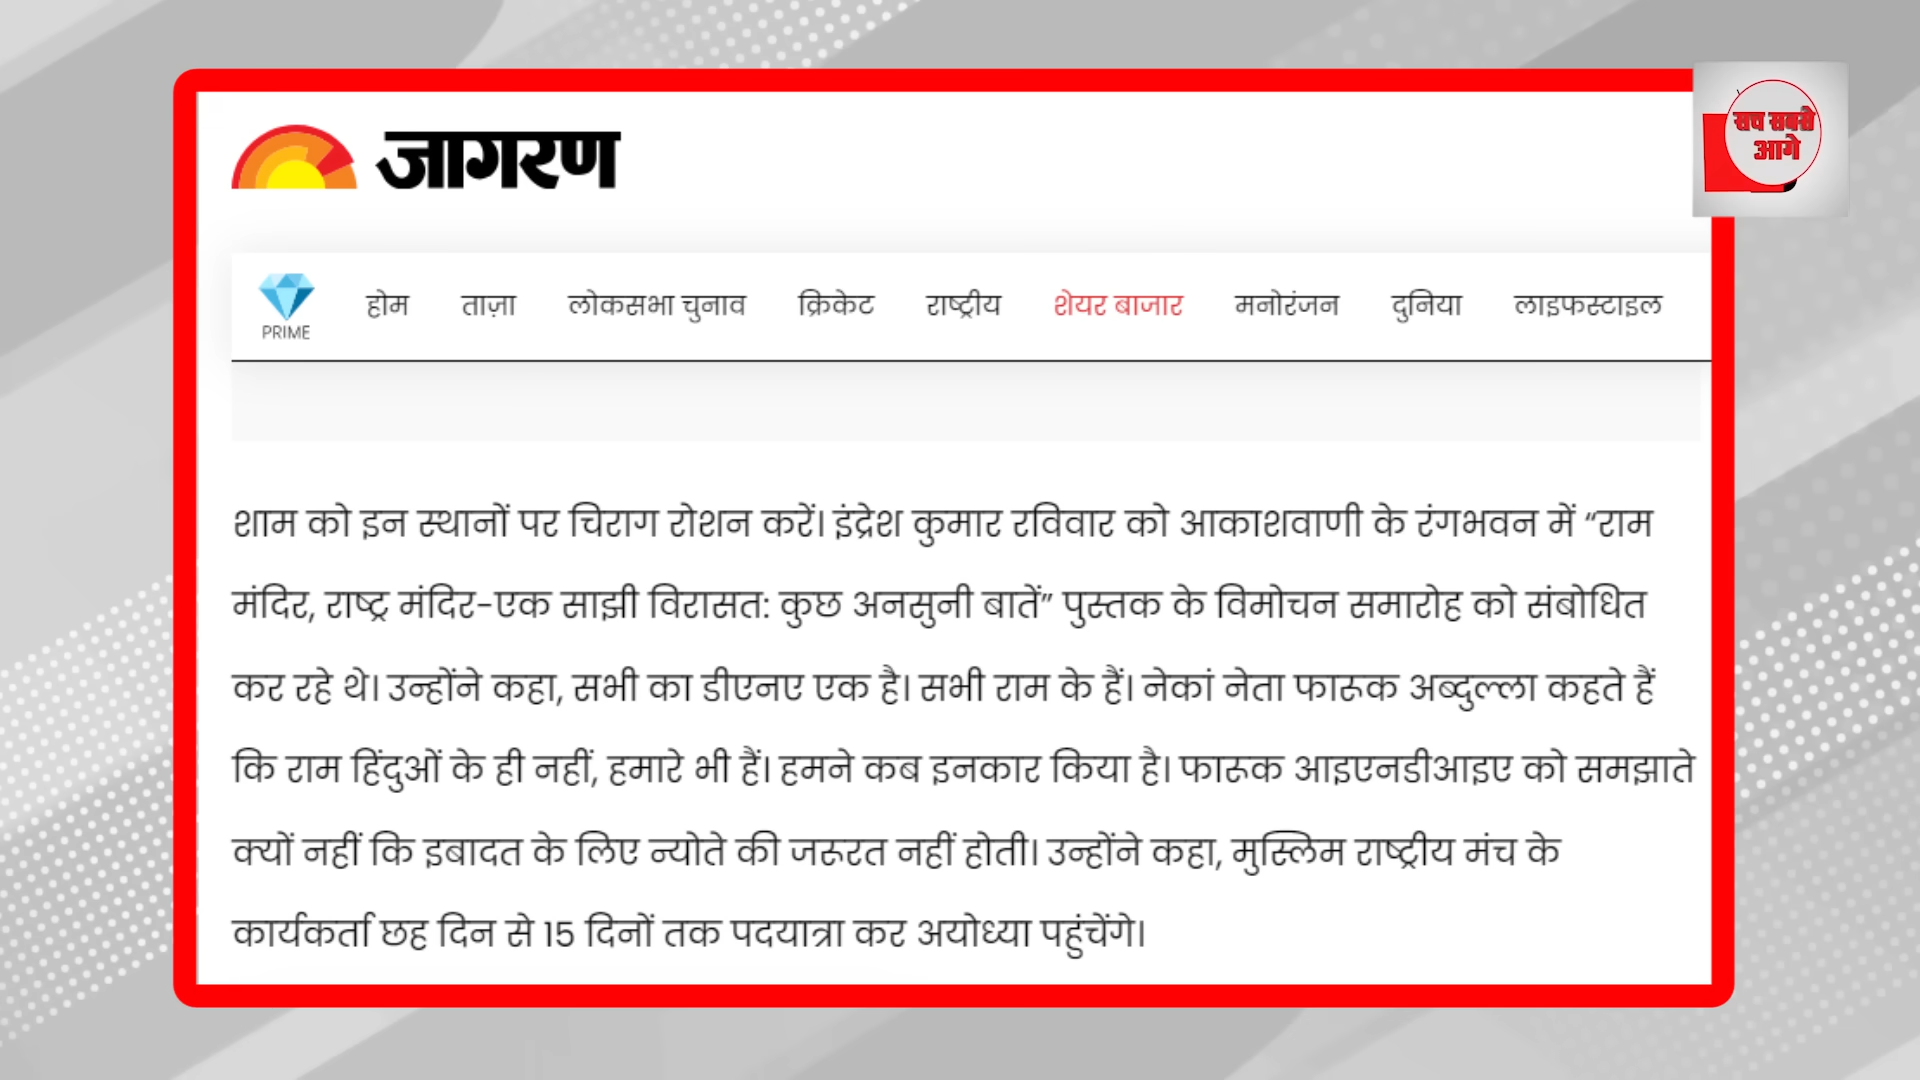 जागरण
सच सबसे
आगे
PRIME होम ताज़ा लोकसभा चुनाव क्रिकेट राष्ट्रीय शेयर बाजार मनोरंजन दुनिया लाइफस्टाइल
शाम को इन स्थानों पर चिराग रोशन करें। इंद्रेश कुमार रविवार को आकाशवाणी के रंगभवन में “राम
मंदिर, राष्ट्र मंदिर-एक साझी विरासत: कुछ अनसुनी बातें” पुस्तक के विमोचन समारोह को संबोधित
कर रहे थे। उन्होंने कहा, सभी का डीएनए एक है। सभी राम के हैं। नेकां नेता फारूक अब्दुल्ला कहते हैं
कि राम हिंदुओं के ही नहीं, हमारे भी हैं। हमने कब इनकार किया है। फारूक आइएनडीआइए को समझाते
क्यों नहीं कि इबादत के लिए न्योते की जरूरत नहीं होती। उन्होंने कहा, मुस्लिम राष्ट्रीय मंच के
कार्यकर्ता छह दिन से 15 दिनों तक पदयात्रा कर अयोध्या पहुंचेंगे।